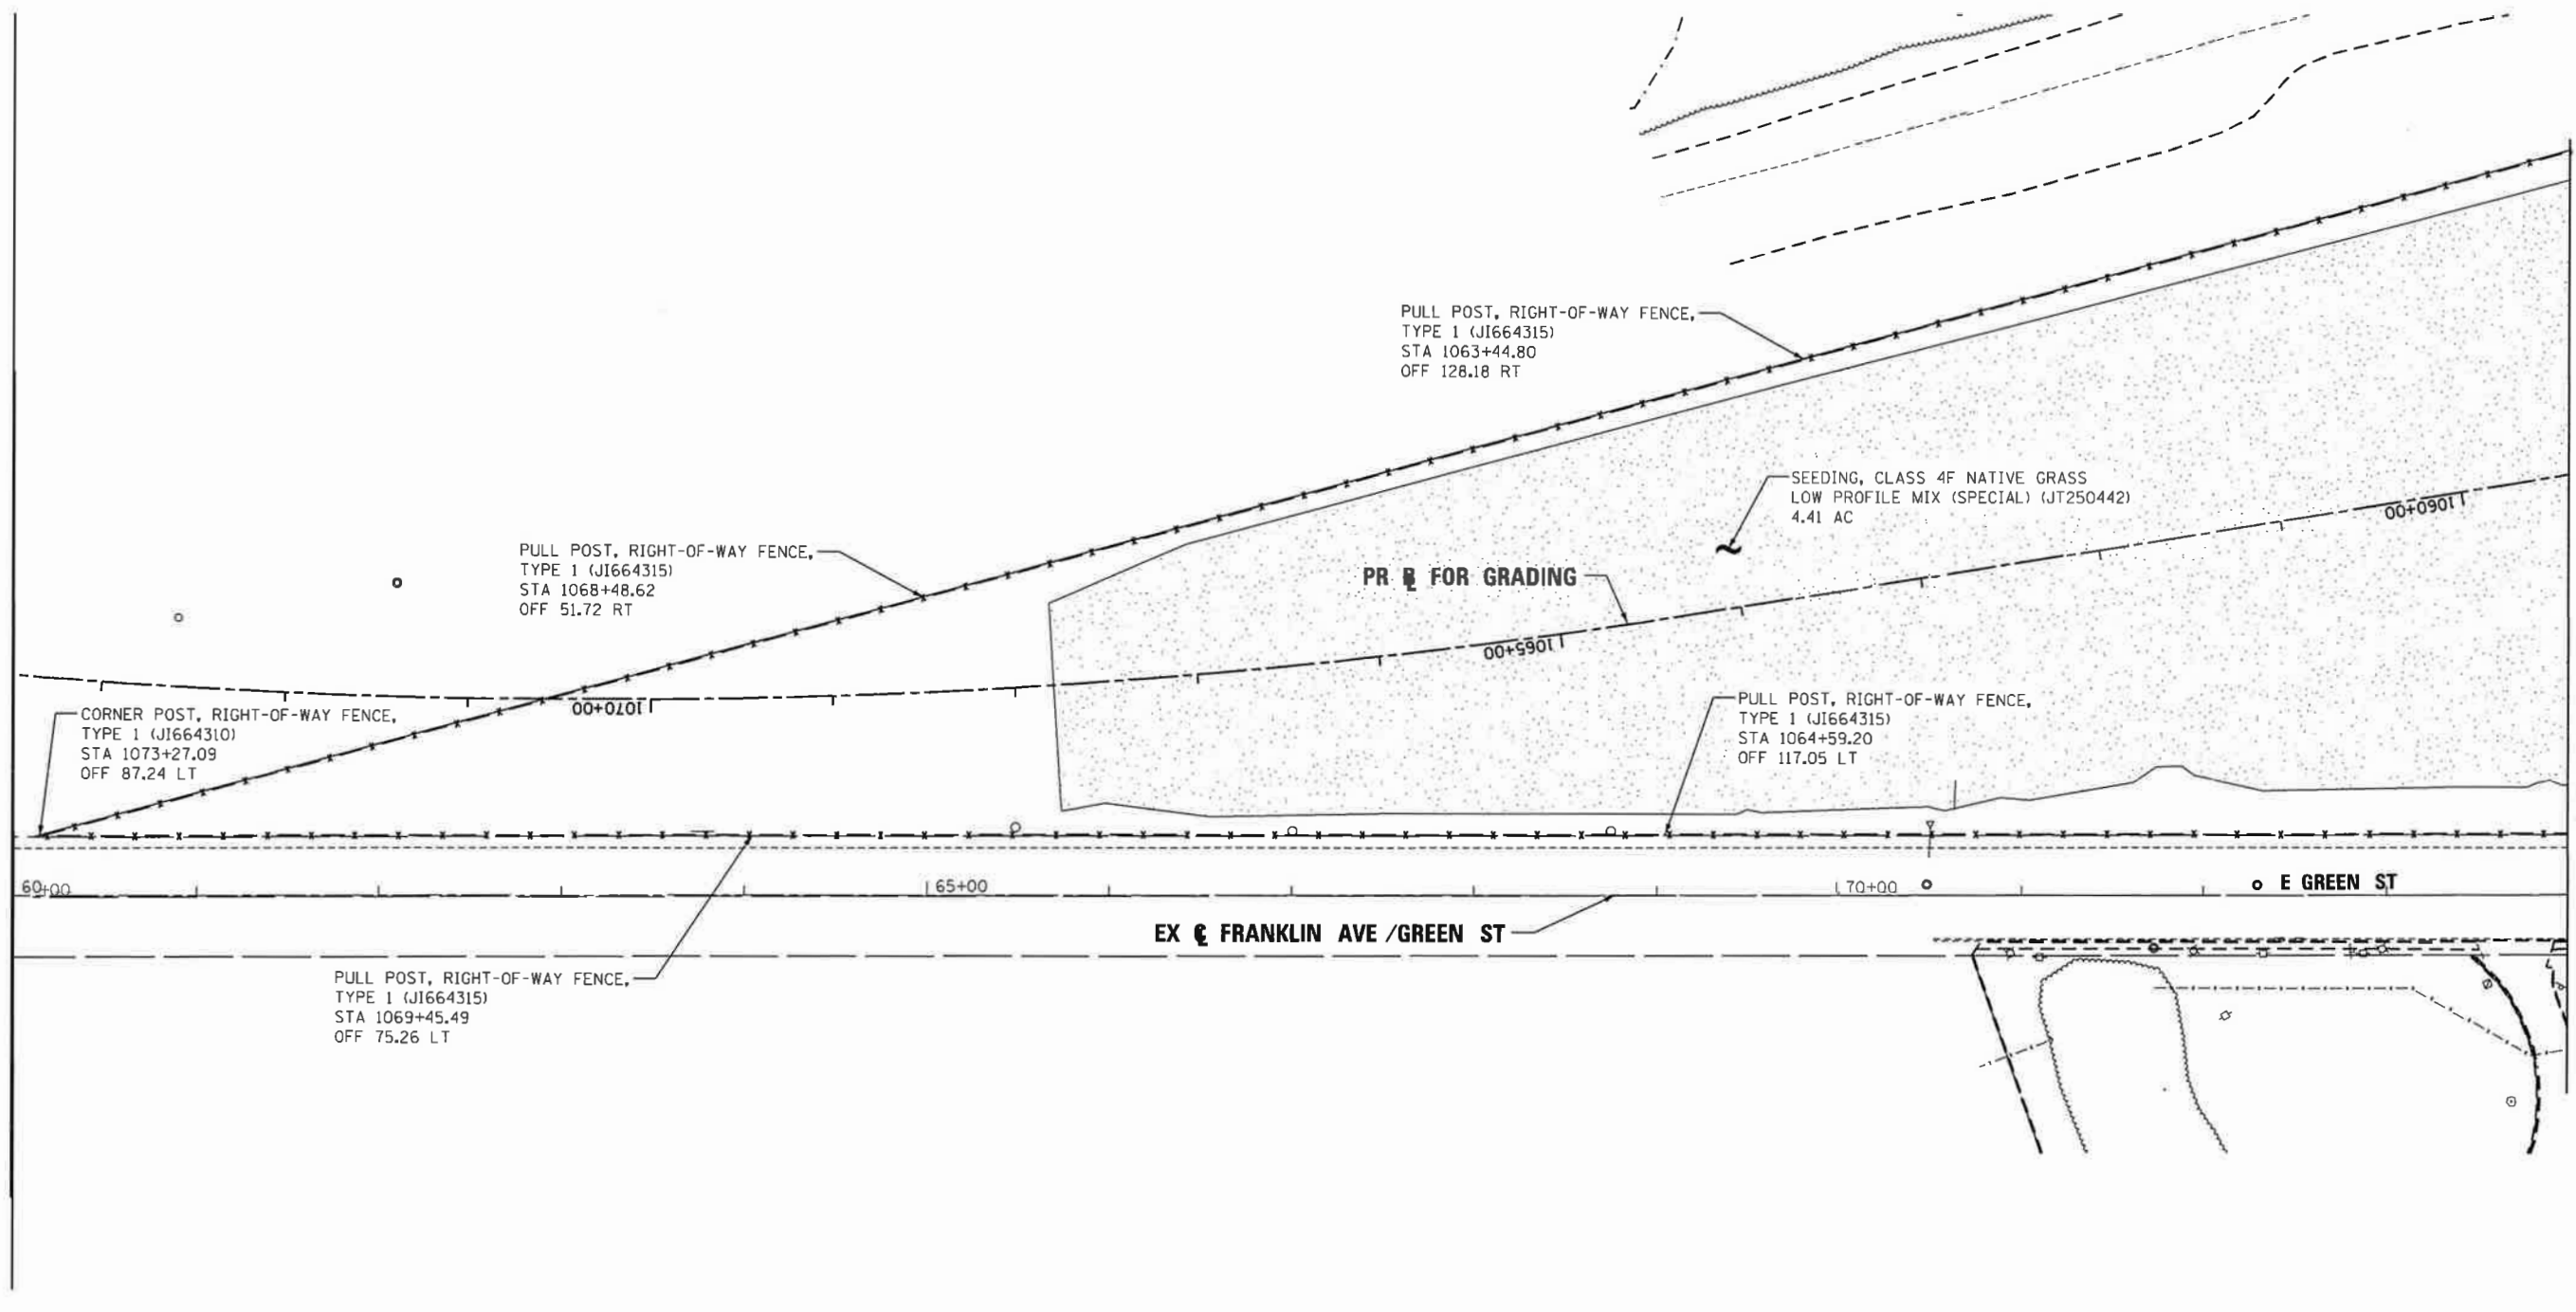 PULL POST, RIGHT-OF-WAY FENCE,
TYPE 1 (JI664315)
STA 1063+44.80
OFF 128.18 RT
SEEDING, CLASS 4F NATIVE GRASS
LOW PROFILE MIX (SPECIAL) (JT250442)
4.41 AC
1060+00
PULL POST, RIGHT-OF-WAY FENCE,
TYPE 1 (JI664315)
STA 1068+48.62
OFF 51.72 RT
PR ⅊ FOR GRADING
1065+00
1070+00
CORNER POST, RIGHT-OF-WAY FENCE,
TYPE 1 (JI664310)
STA 1073+27.09
OFF 87.24 LT
PULL POST, RIGHT-OF-WAY FENCE,
TYPE 1 (JI664315)
STA 1064+59.20
OFF 117.05 LT
60+00
65+00
70+00
E GREEN ST
EX ℄ FRANKLIN AVE /GREEN ST
PULL POST, RIGHT-OF-WAY FENCE,
TYPE 1 (JI664315)
STA 1069+45.49
OFF 75.26 LT